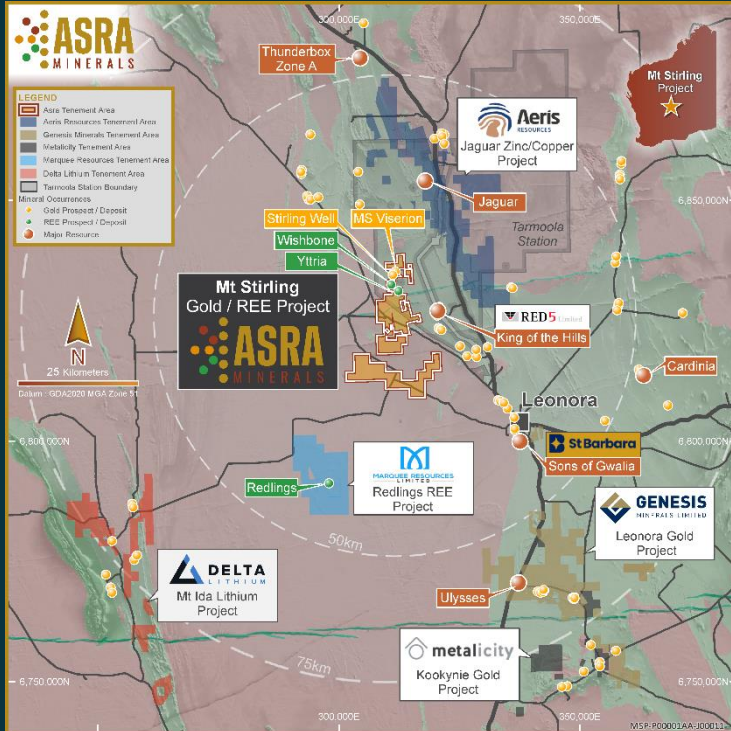 ASRA
MINERALS
300,000E
350,000E
Thunderbox
Zone A
Mt Stirling
Project
LEGEND
Asra Tenement Area
Aeris Resources Tenement Area
Genesis Minerals Tenement Area
Metalicity Tenement Area
Marquee Resources Tenement Area
Delta Lithium Tenement Area
Tarmoola Station Boundary
Mineral Occurrences
Gold Prospect / Deposit
REE Prospect / Deposit
Major Resource
Aeris
RESOURCES
Jaguar Zinc/Copper
Project
Jaguar
6,850,000N
Stirling Well
MS Viserion
Wishbone
Yttria
Tarmoola
Station
Mt Stirling
Gold / REE Project
ASRA
MINERALS
N
25 Kilometers
Datum : GDA2020 MGA Zone 51
RED5 Limited
King of the Hills
Cardinia
Leonora
6,800,000N
6,800,000N
St Barbara
Sons of Gwalia
MARQUEE RESOURCES
LIMITED
Redlings REE
Project
Redlings
50km
GENESIS
MINERALS LIMITED
Leonora Gold
Project
DELTA
LITHIUM
Mt Ida Lithium
Project
Ulysses
metalicity
Kookynie Gold
Project
75km
6,750,000N
6,750,000N
300,000E
350,000E
MSP-P00001AA-J00011